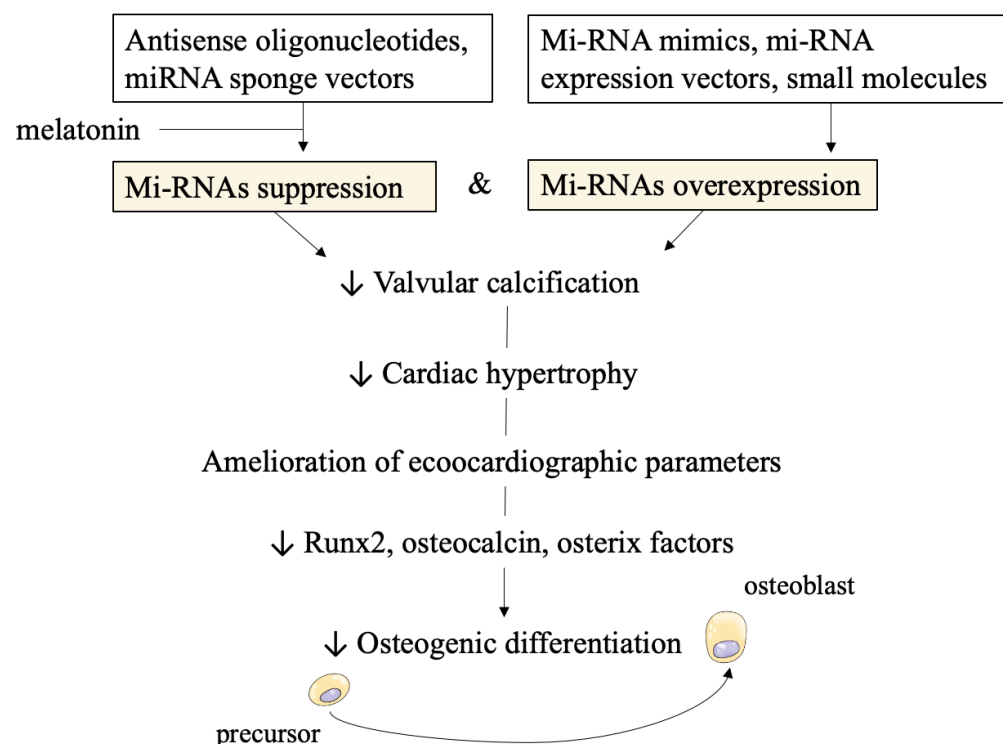 Antisense oligonucleotides,
miRNA sponge vectors
Mi-RNA mimics, mi-RNA
expression vectors, small molecules
melatonin
Mi-RNAs suppression
&
Mi-RNAs overexpression
↓ Valvular calcification
↓ Cardiac hypertrophy
Amelioration of ecoocardiographic parameters
↓ Runx2, osteocalcin, osterix factors
osteoblast
↓ Osteogenic differentiation
precursor